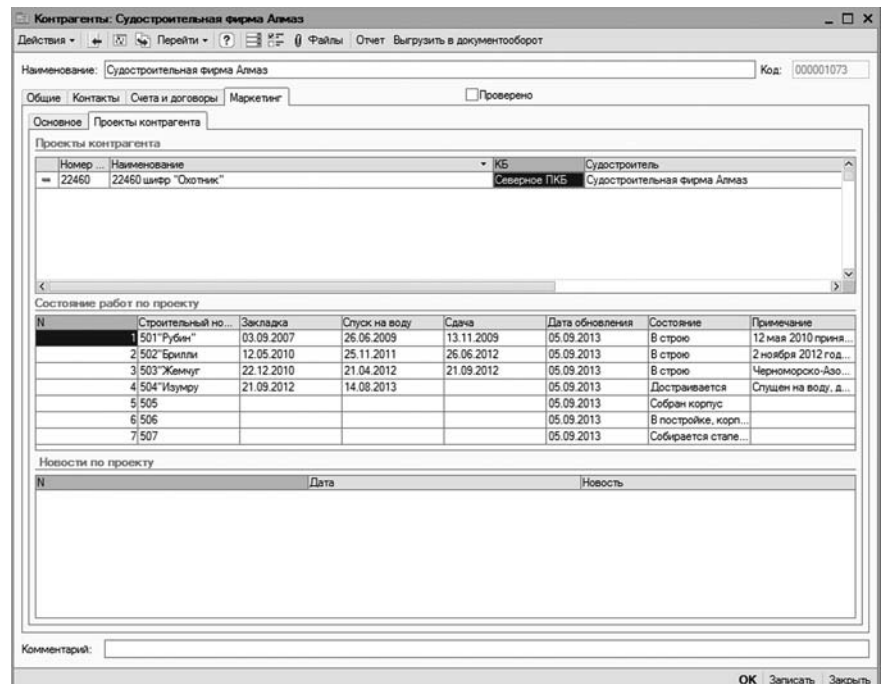 Контрагенты: Судостроительная фирма Алмаз
Действия Перейти ? Файлы Отчет Выгрузить в документооборот
Наименование: Судостроительная фирма Алмаз Код: 000001073
Общие Контакты Счета и договоры Маркетинг Проверено
Основное Проекты контрагента
Проекты контрагента
Номер ... Наименование КБ Судостроитель
22460 22460 шифр "Охотник" Северное ПКБ Судостроительная фирма Алмаз
Состояние работ по проекту
N Строительный но... Закладка Спуск на воду Сдача Дата обновления Состояние Примечание
1 501"Рубин" 03.09.2007 26.06.2009 13.11.2009 05.09.2013 В строю 12 мая 2010 приня...
2 502"Брилли 12.05.2010 25.11.2011 26.06.2012 05.09.2013 В строю 2 ноября 2012 год...
3 503"Жемчуг 22.12.2010 21.04.2012 21.09.2012 05.09.2013 В строю Черноморско-Азо...
4 504"Изумру 21.09.2012 14.08.2013 05.09.2013 Достраивается Спущен на воду, д...
5 505 05.09.2013 Собран корпус
6 506 05.09.2013 В постройке, корп...
7 507 05.09.2013 Собирается стапе...
Новости по проекту
N Дата Новость
Комментарий:
OK Записать Закрыть